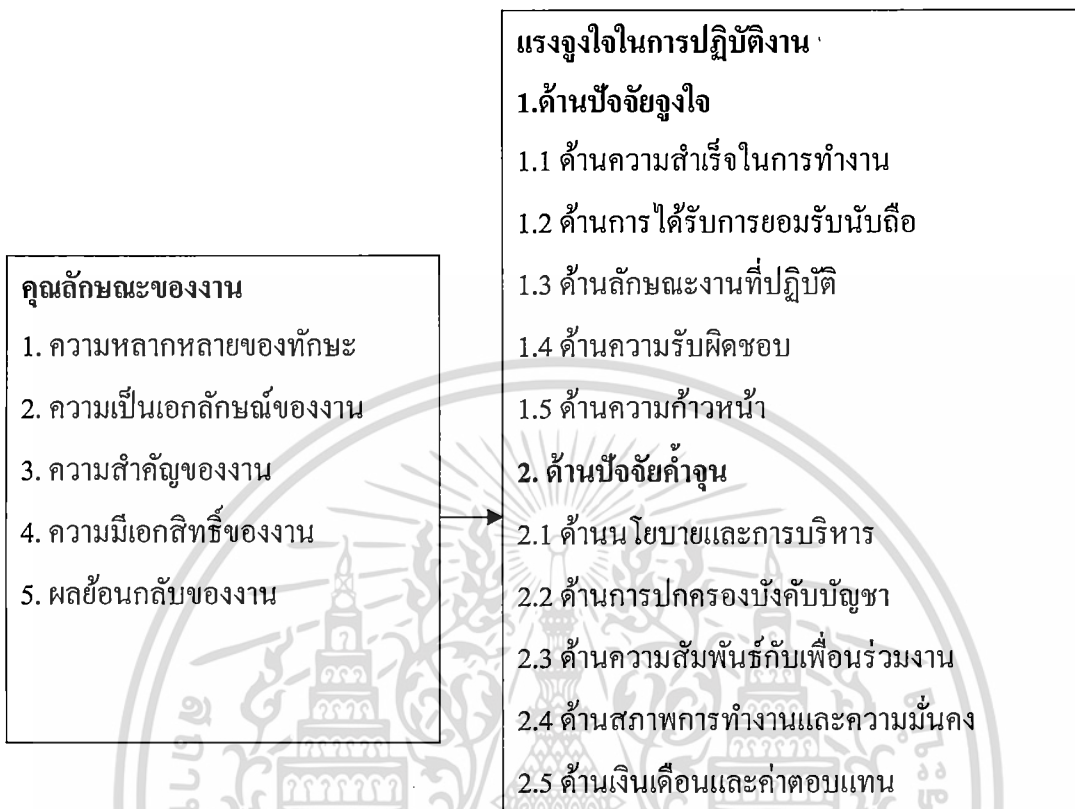 แรงจูงใจในการปฏิบัติงาน
1.ด้านปัจจัยจูงใจ
1.1 ด้านความสำเร็จในการทำงาน
1.2 ด้านการได้รับการยอมรับนับถือ
1.3 ด้านลักษณะงานที่ปฏิบัติ
1.4 ด้านความรับผิดชอบ
1.5 ด้านความก้าวหน้า
2. ด้านปัจจัยค้ำจุน
2.1 ด้านนโยบายและการบริหาร
2.2 ด้านการปกครองบังคับบัญชา
2.3 ด้านความสัมพันธ์กับเพื่อนร่วมงาน
2.4 ด้านสภาพการทำงานและความมั่นคง
2.5 ด้านเงินเดือนและค่าตอบแทน
คุณลักษณะของงาน
1. ความหลากหลายของทักษะ
2. ความเป็นเอกลักษณ์ของงาน
3. ความสำคัญของงาน
4. ความมีเอกสิทธิ์ของงาน
5. ผลย้อนกลับของงาน